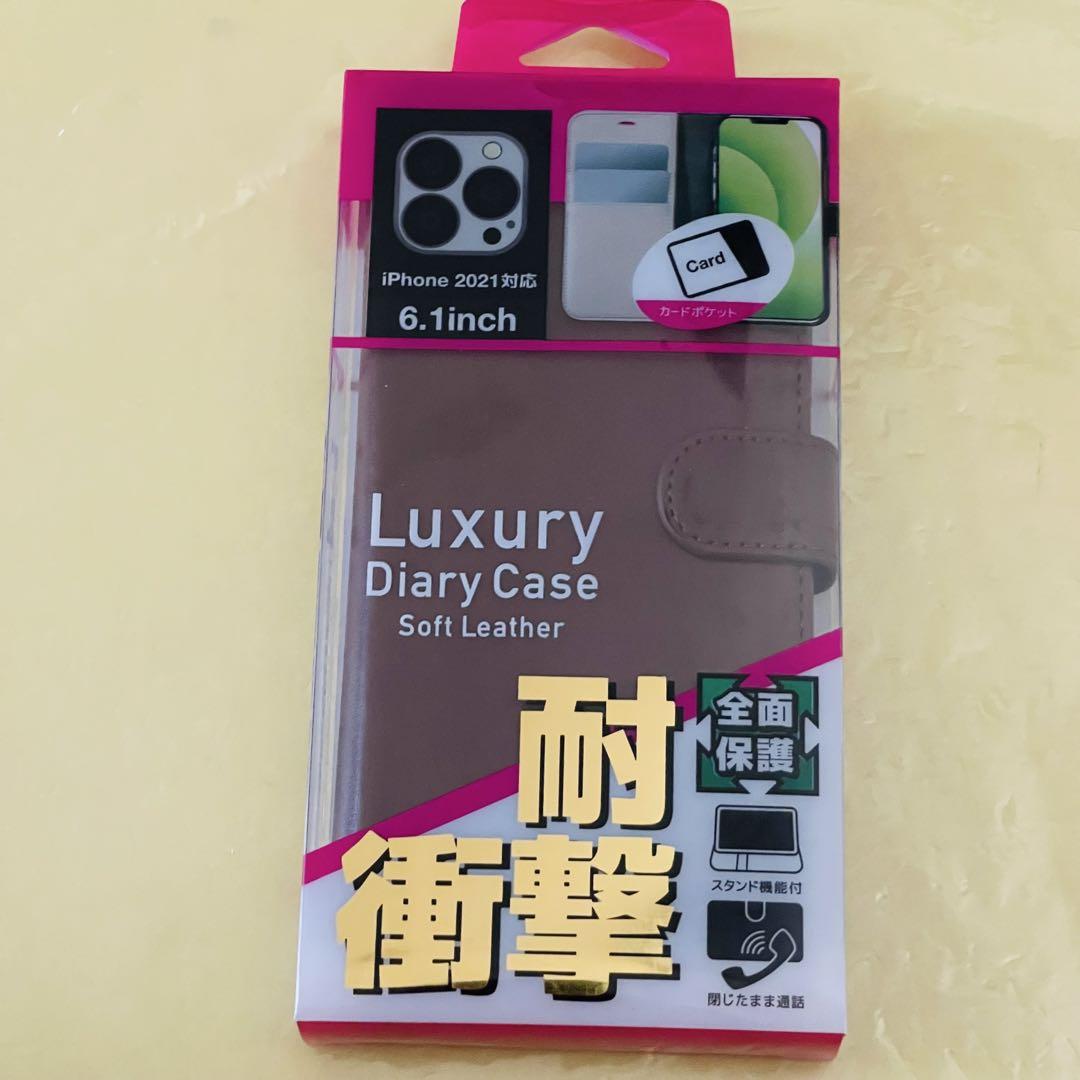 iPhone 2021対応
6.1inch
Card
カードポケット
Luxury
Diary Case
Soft Leather
耐
衝撃
全面
保護
スタンド機能付
閉じたまま通話